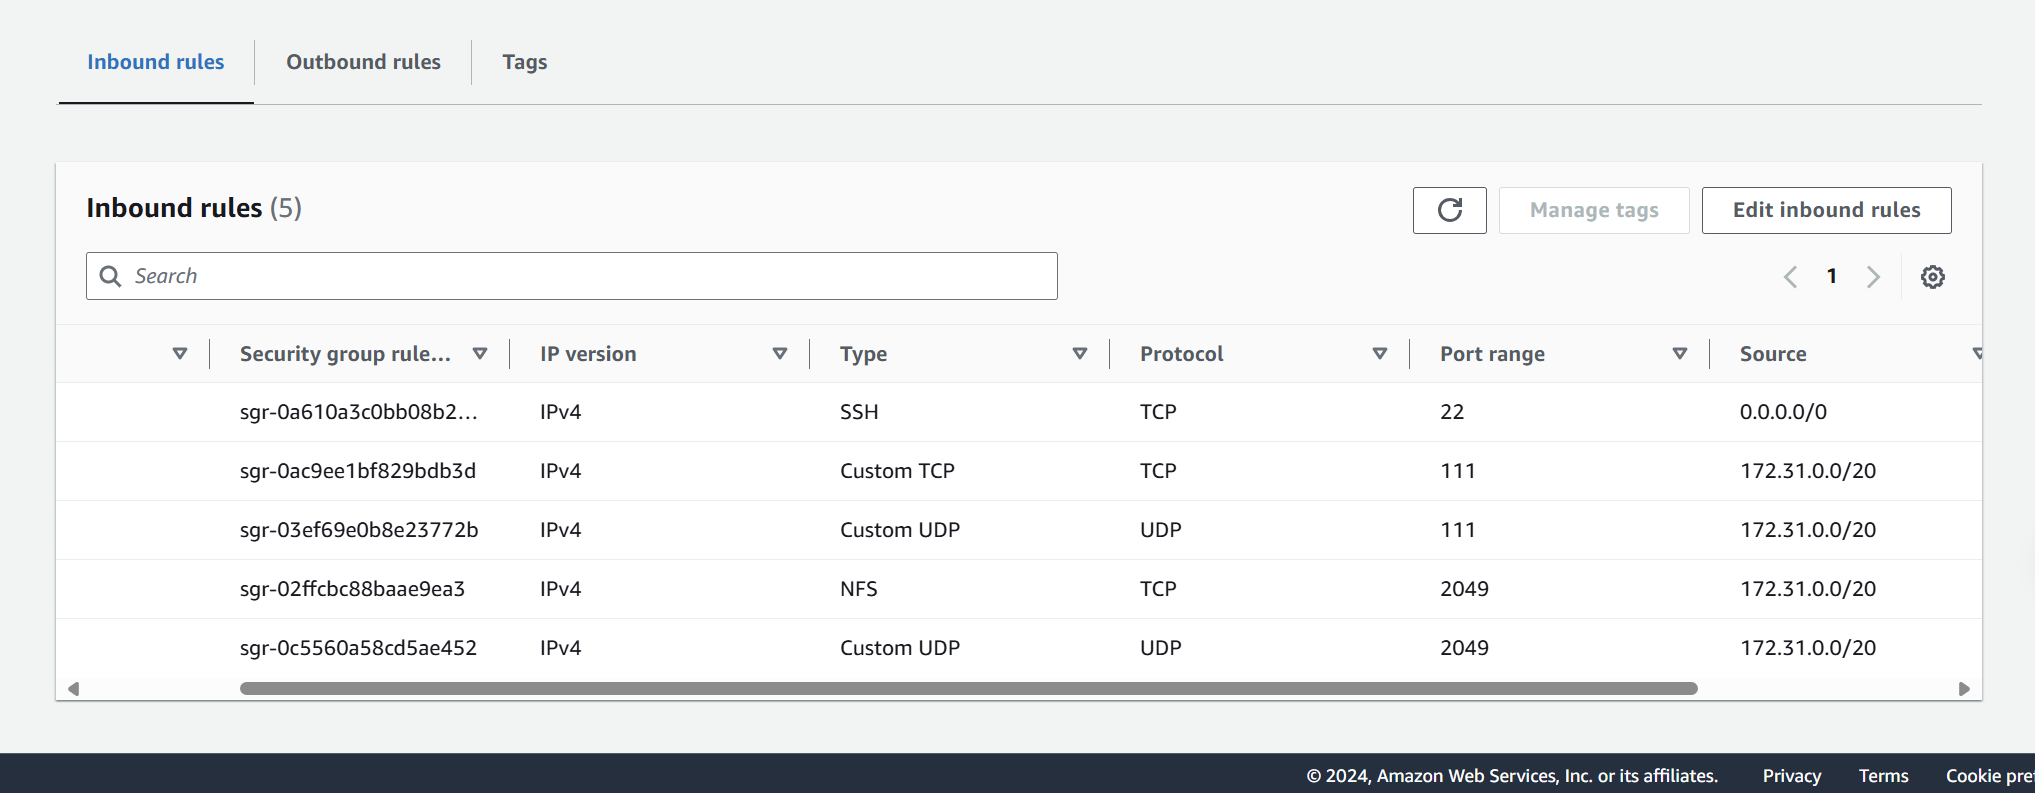 Inbound rules Outbound rules Tags
Inbound rules (5) Manage tags Edit inbound rules
Search 1
Security group rule... IP version Type Protocol Port range Source
sgr-0a610a3c0bb08b2... IPv4 SSH TCP 22 0.0.0.0/0
sgr-0ac9ee1bf829bdb3d IPv4 Custom TCP TCP 111 172.31.0.0/20
sgr-03ef69e0b8e23772b IPv4 Custom UDP UDP 111 172.31.0.0/20
sgr-02ffcbc88baae9ea3 IPv4 NFS TCP 2049 172.31.0.0/20
sgr-0c5560a58cd5ae452 IPv4 Custom UDP UDP 2049 172.31.0.0/20
© 2024, Amazon Web Services, Inc. or its affiliates. Privacy Terms Cookie